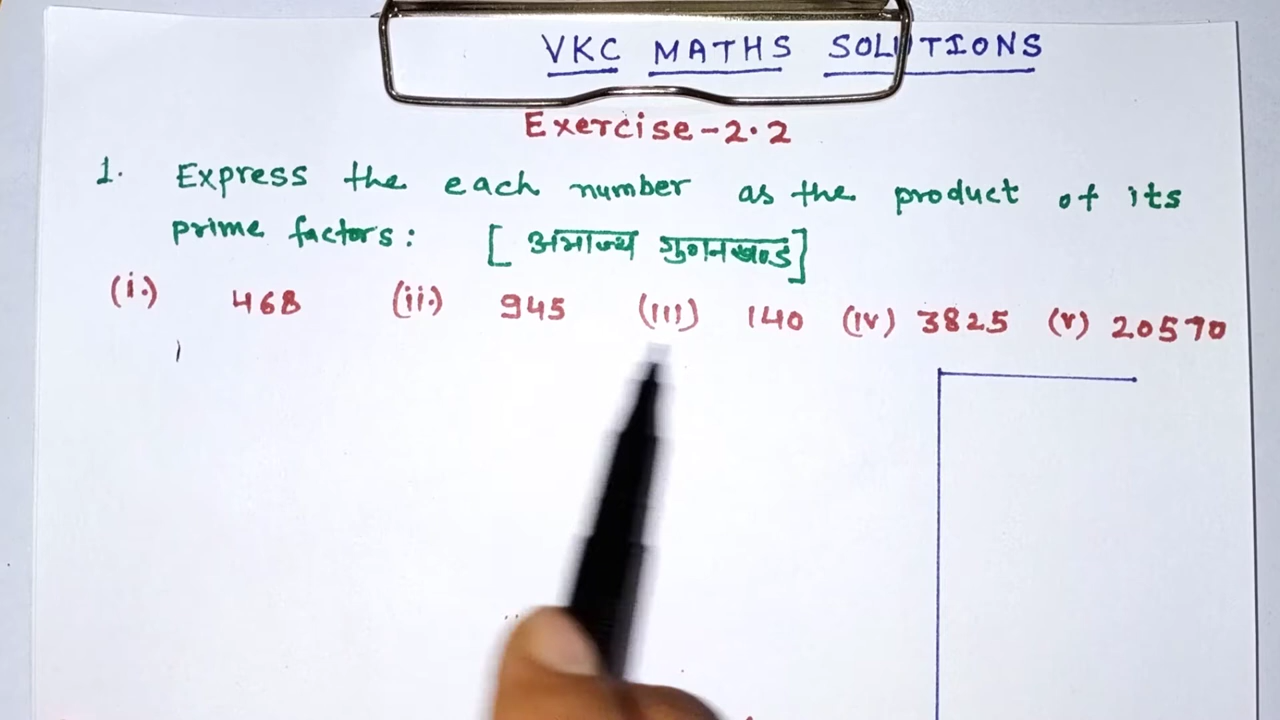 VKC MATHS SOLUTIONS
Exercise-2.2
1. Express the each number as the product of its
prime factors: [अभाज्य गुणनखण्ड]
(i.) 468 (ii.) 945 (III) 140 (IV) 3825 (V) 20570